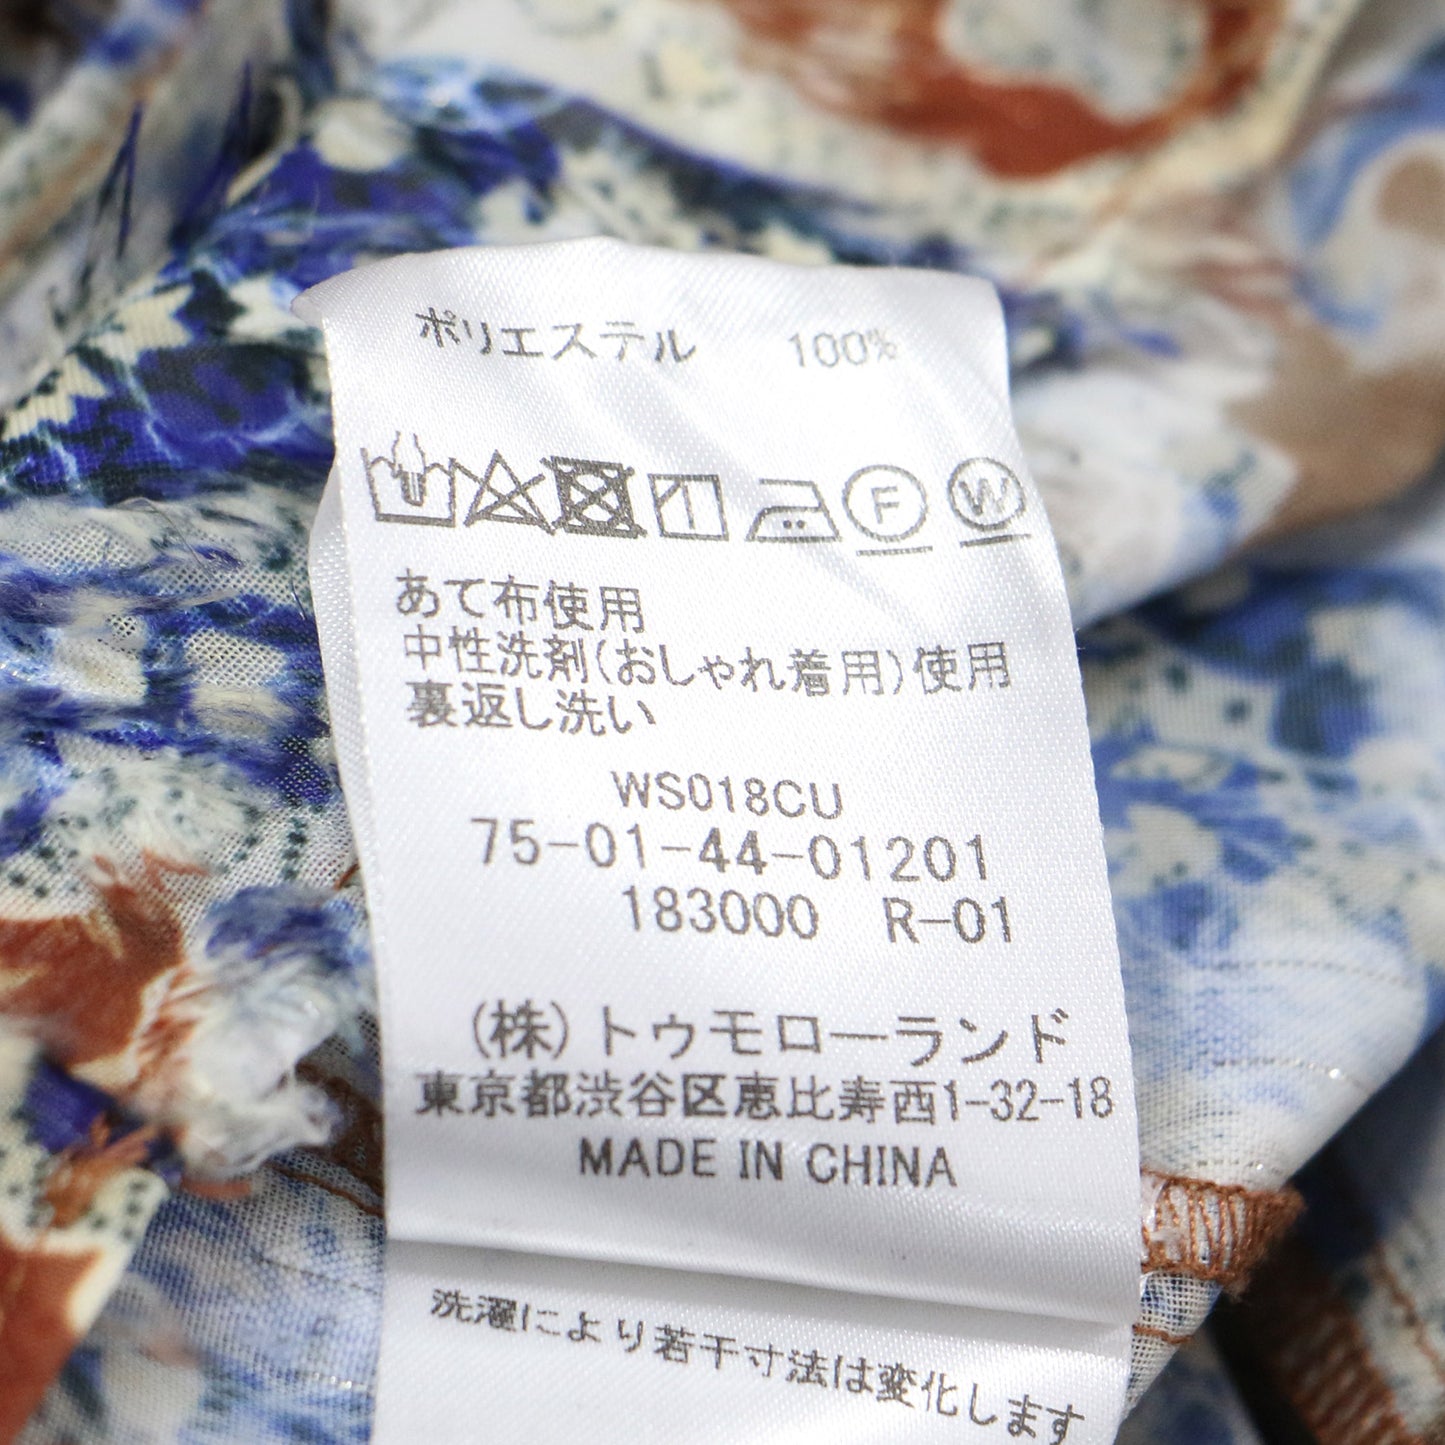 ポリエステル 100%
F W
あて布使用
中性洗剤(おしゃれ着用)使用
裏返し洗い
WS018CU
75-01-44-01201
183000 R-01
(株)トゥモローランド
東京都渋谷区恵比寿西1-32-18
MADE IN CHINA
洗濯により若干寸法は変化します